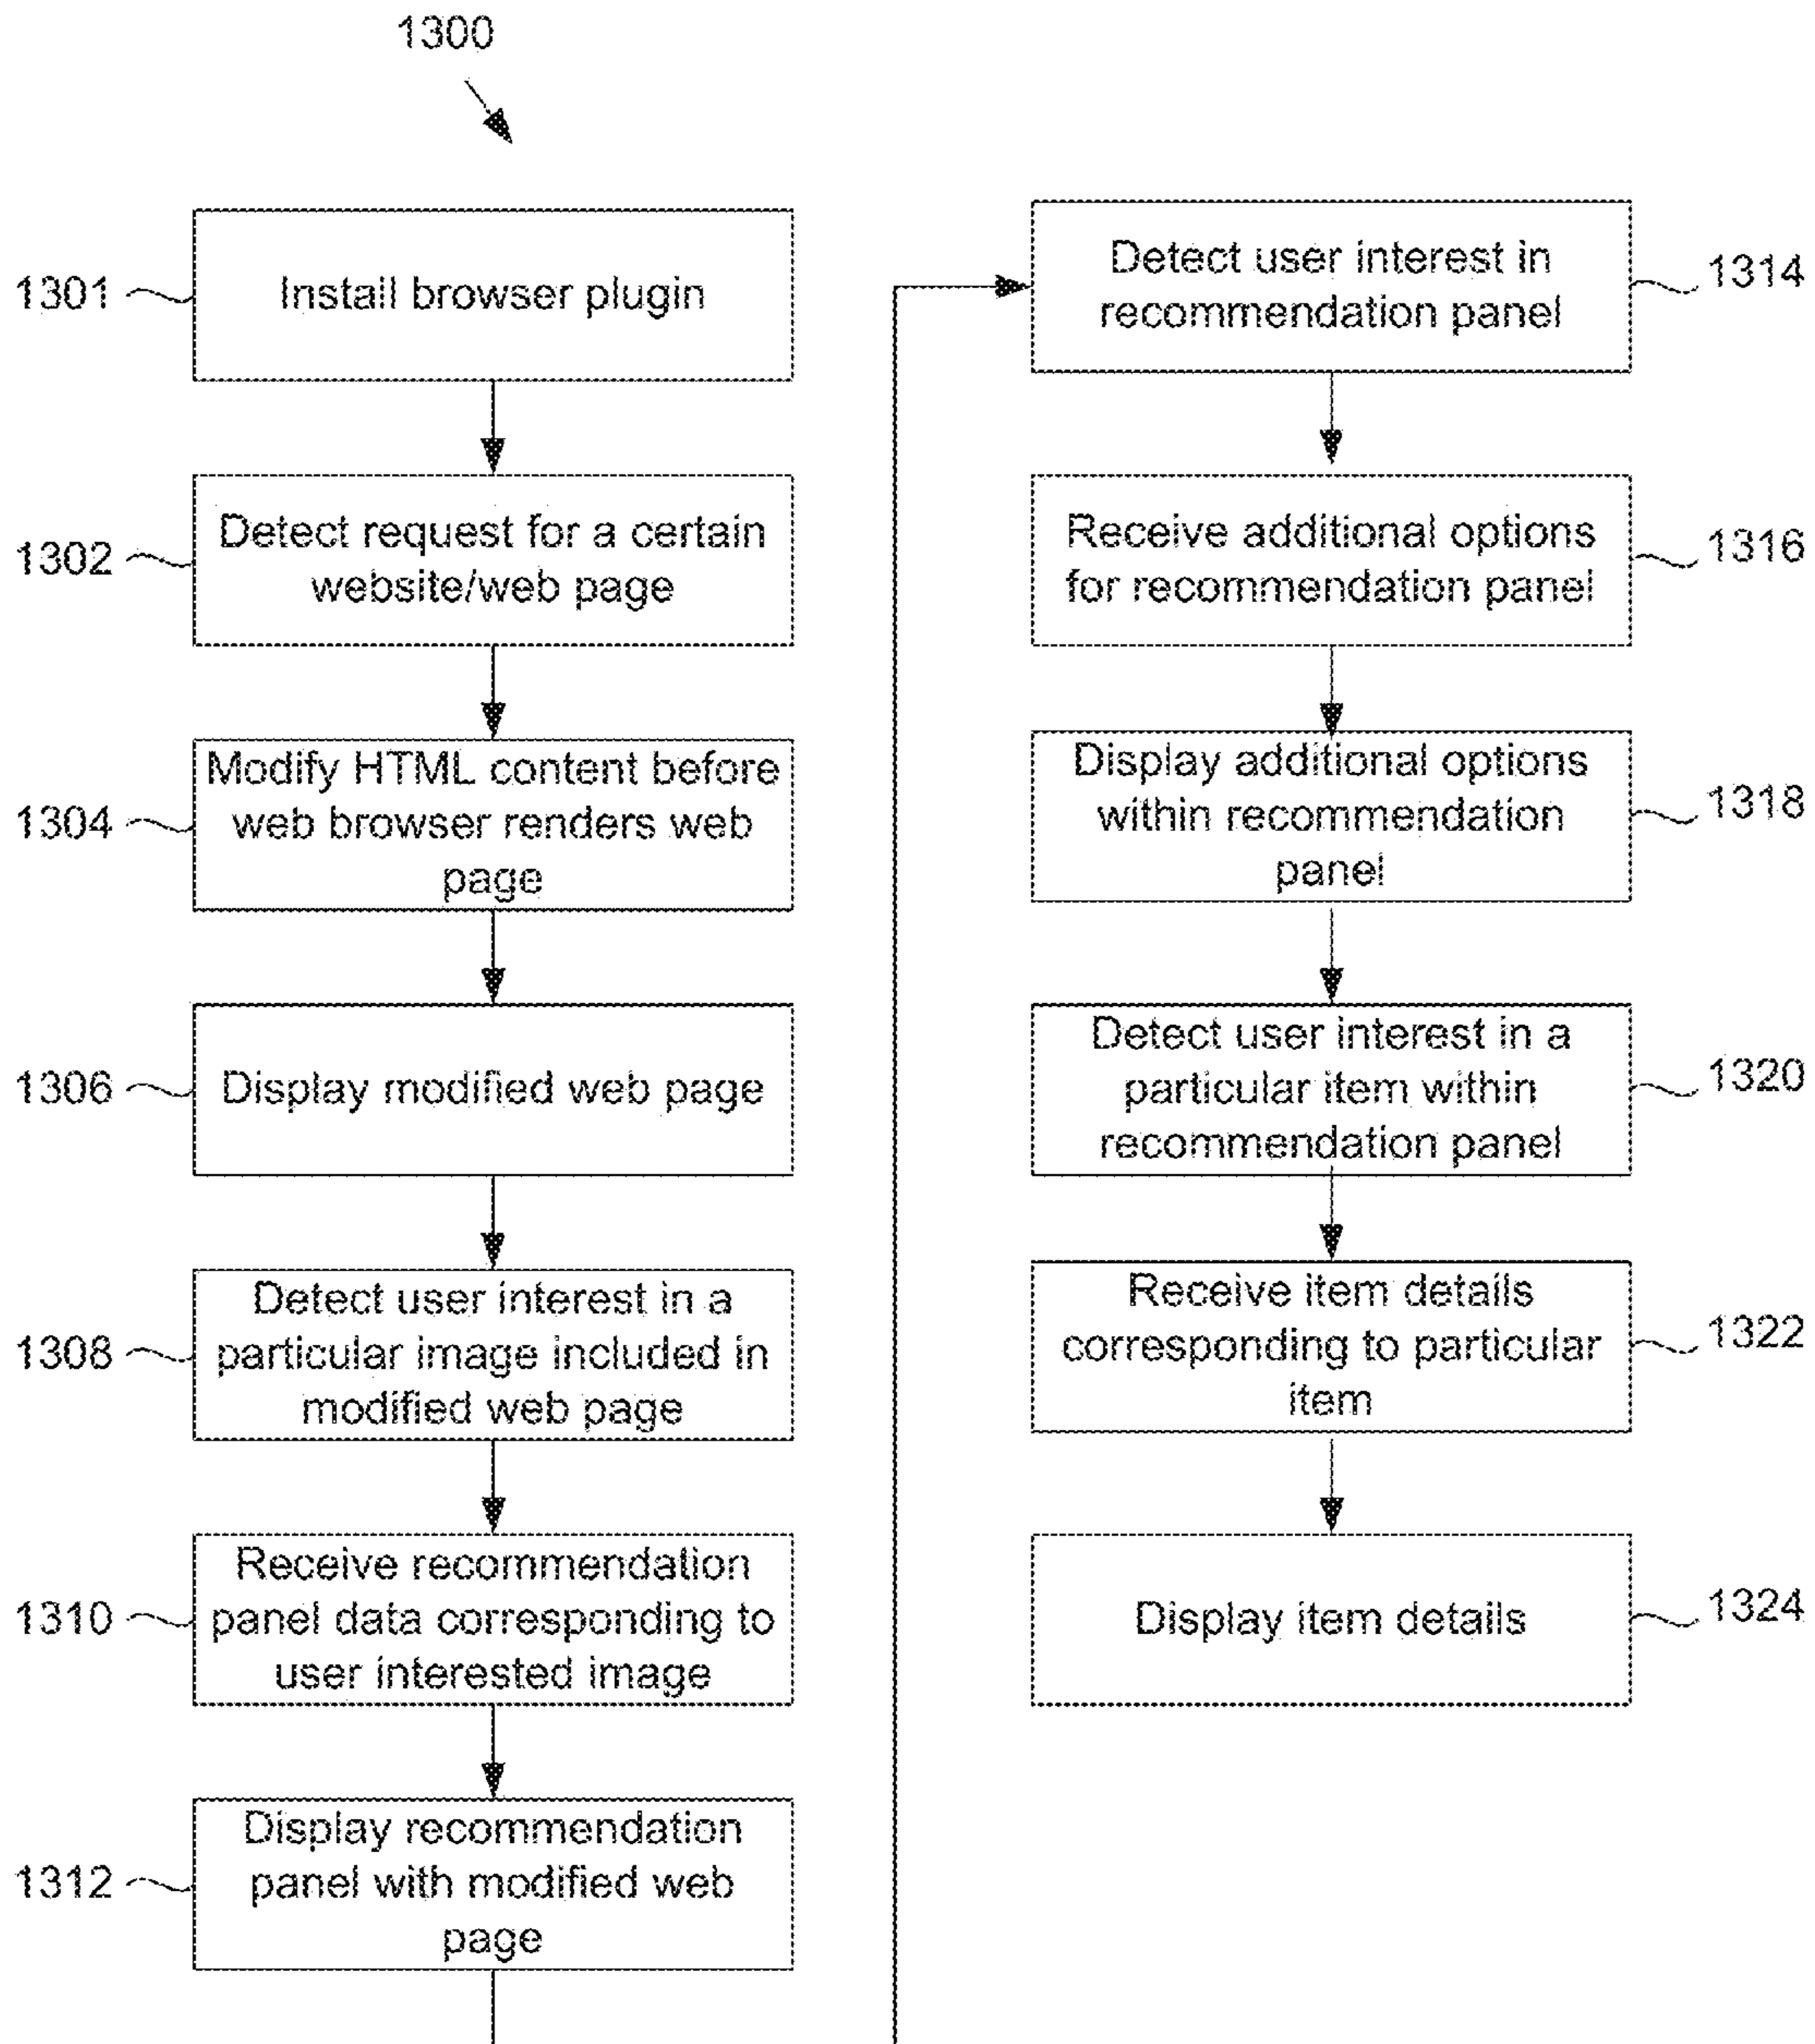 1300
1301
Install browser plugin
1302
Detect request for a certain
website/web page
1304
Modify HTML content before
web browser renders web
page
1306
Display modified web page
1308
Detect user interest in a
particular image included in
modified web page
1310
Receive recommendation
panel data corresponding to
user interested image
1312
Display recommendation
panel with modified web
page
Detect user interest in
recommendation panel
1314
Receive additional options
for recommendation panel
1316
Display additional options
within recommendation
panel
1318
Detect user interest in a
particular item within
recommendation panel
1320
Receive item details
corresponding to particular
item
1322
Display item details
1324